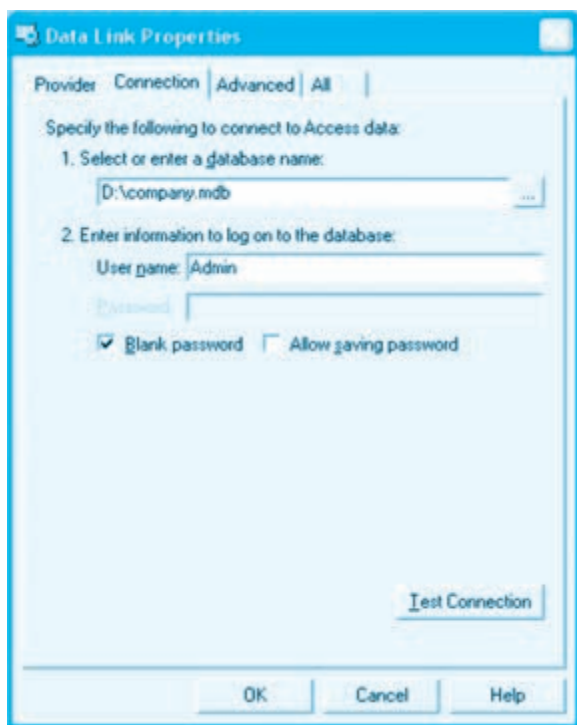 Data Link Properties
Provider Connection Advanced All
Specify the following to connect to Access data:
1. Select or enter a database name:
D:\company.mdb ...
2. Enter information to log on to the database:
User name: Admin
Password:
Blank password Allow saving password
Test Connection
OK Cancel Help